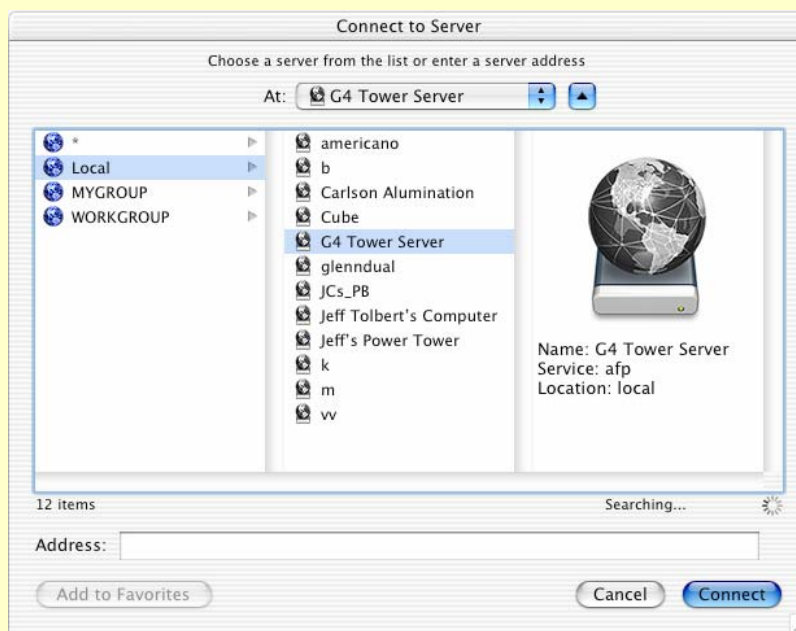 Connect to Server
Choose a server from the list or enter a server address
At: G4 Tower Server
*
Local
MYGROUP
WORKGROUP
americano
b
Carlson Alumination
Cube
G4 Tower Server
glenndual
JCs_PB
Jeff Tolbert's Computer
Jeff's Power Tower
k
m
vv
Name: G4 Tower Server
Service: afp
Location: local
12 items
Searching...
Address:
Add to Favorites
Cancel
Connect